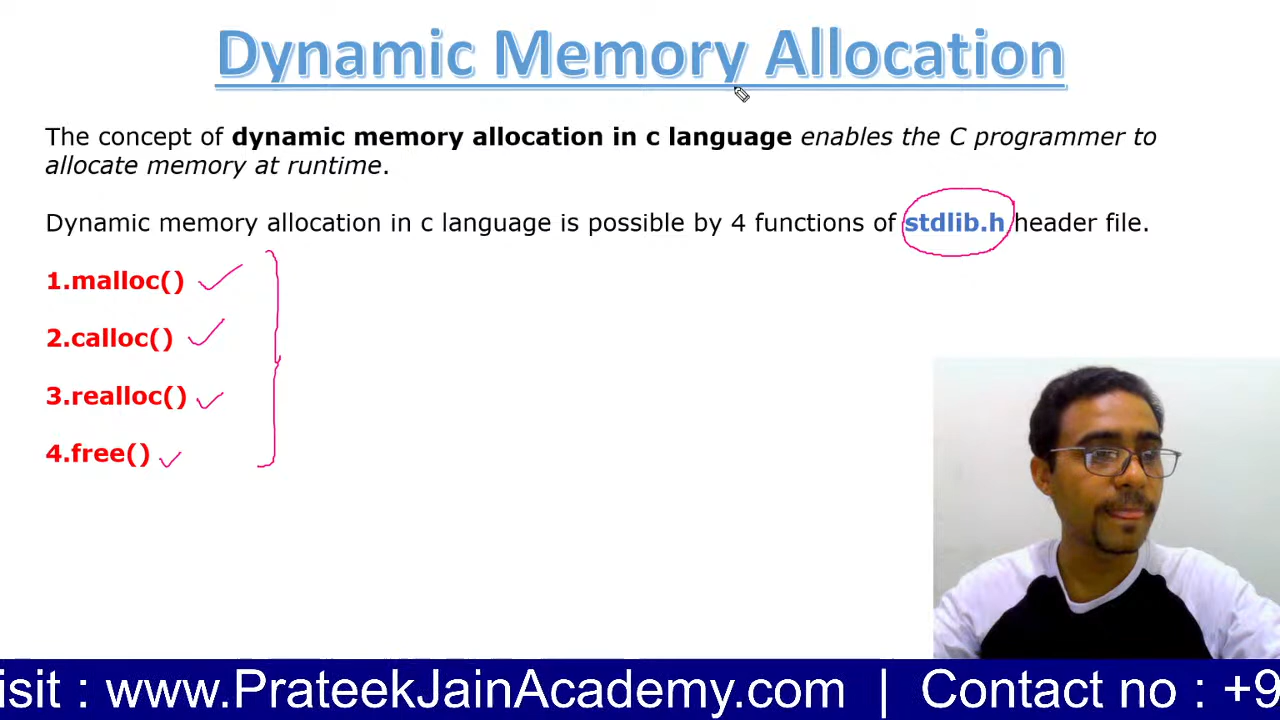 Dynamic Memory Allocation
The concept of dynamic memory allocation in c language enables the C programmer to
allocate memory at runtime.
Dynamic memory allocation in c language is possible by 4 functions of stdlib.h header file.
1.malloc()
2.calloc()
3.realloc()
4.free()
isit : www.PrateekJainAcademy.com | Contact no : +9